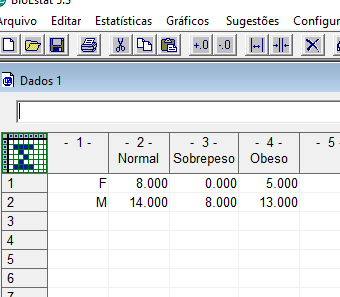 BioEstat 5.3
Arquivo Editar Estatísticas Gráficos Sugestões Configur
+.0 -.0
Dados 1
- 1 - - 2 - - 3 - - 4 - - 5
Normal Sobrepeso Obeso
1 F 8.000 0.000 5.000
2 M 14.000 8.000 13.000
3
4
5
6
7